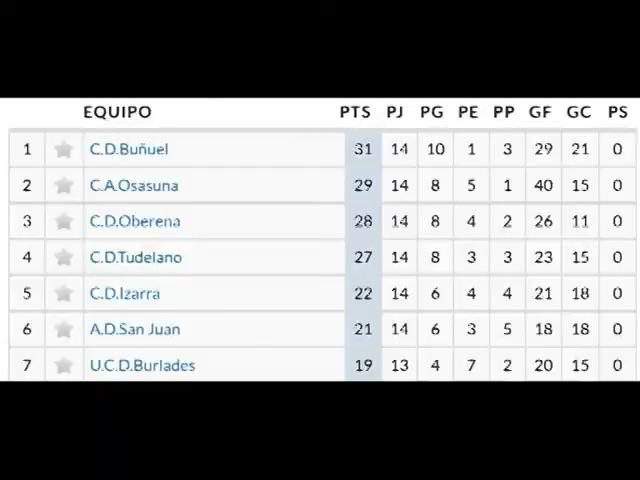 EQUIPO PTS PJ PG PE PP GF GC PS
1 C.D.Buñuel 31 14 10 1 3 29 21 0
2 C.A.Osasuna 29 14 8 5 1 40 15 0
3 C.D.Oberena 28 14 8 4 2 26 11 0
4 C.D.Tudelano 27 14 8 3 3 23 15 0
5 C.D.Izarra 22 14 6 4 4 21 18 0
6 A.D.San Juan 21 14 6 3 5 18 18 0
7 U.C.D.Burlades 19 13 4 7 2 20 15 0